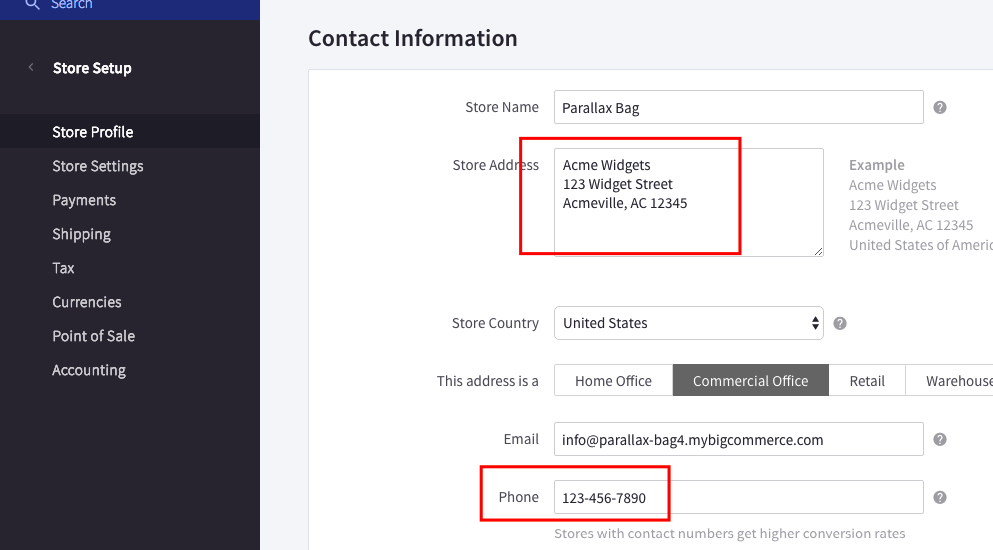 Search
Store Setup
Store Profile
Store Settings
Payments
Shipping
Tax
Currencies
Point of Sale
Accounting
Contact Information
Store Name
Parallax Bag
Store Address
Acme Widgets
123 Widget Street
Acmeville, AC 12345
Example
Acme Widgets
123 Widget Street
Acmeville, AC 12345
United States of Americ
Store Country
United States
This address is a
Home Office
Commercial Office
Retail
Warehouse
Email
info@parallax-bag4.mybigcommerce.com
Phone
123-456-7890
Stores with contact numbers get higher conversion rates